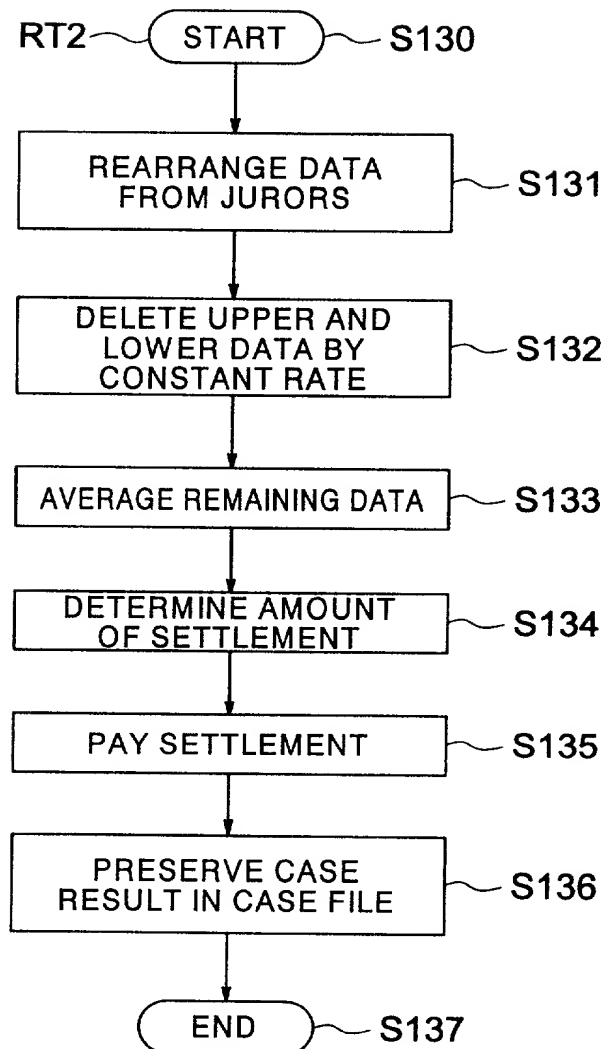 RT2 START S130
REARRANGE DATA
FROM JURORS
S131
DELETE UPPER AND
LOWER DATA BY
CONSTANT RATE
S132
AVERAGE REMAINING DATA
S133
DETERMINE AMOUNT
OF SETTLEMENT
S134
PAY SETTLEMENT
S135
PRESERVE CASE
RESULT IN CASE FILE
S136
END
S137